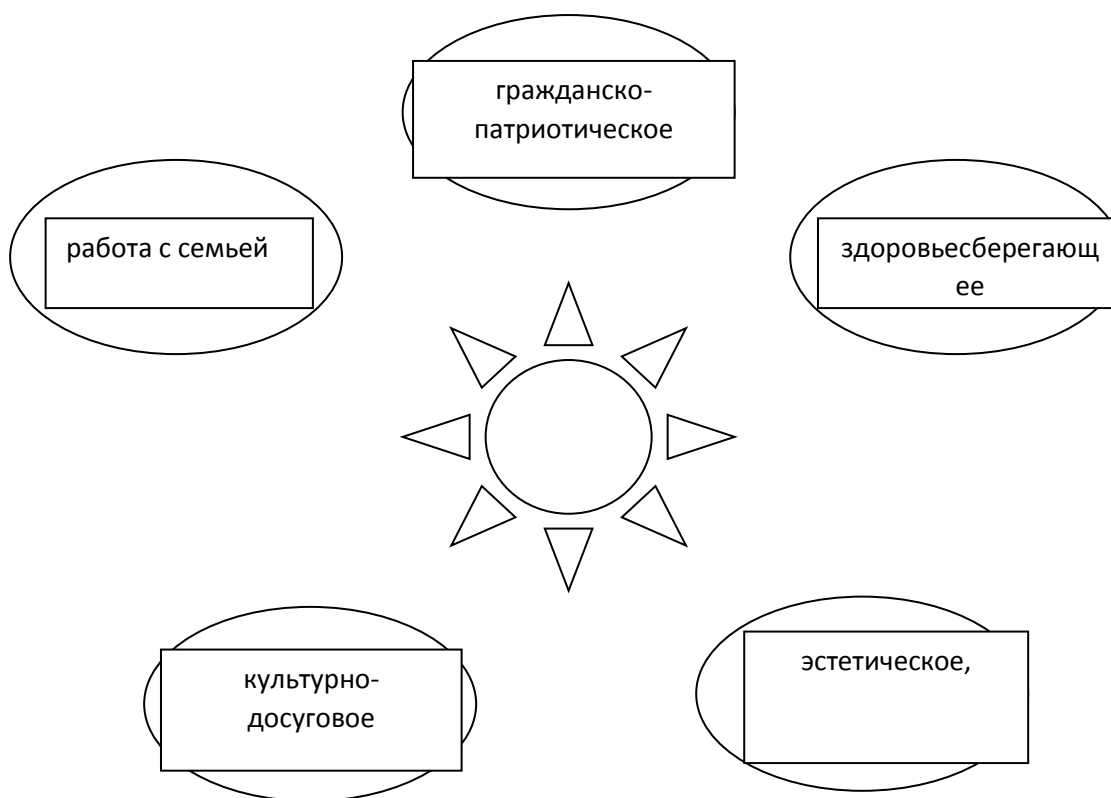 гражданско-
патриотическое
работа с семьей
здоровьесберегающ
ее
культурно-
досуговое
эстетическое,